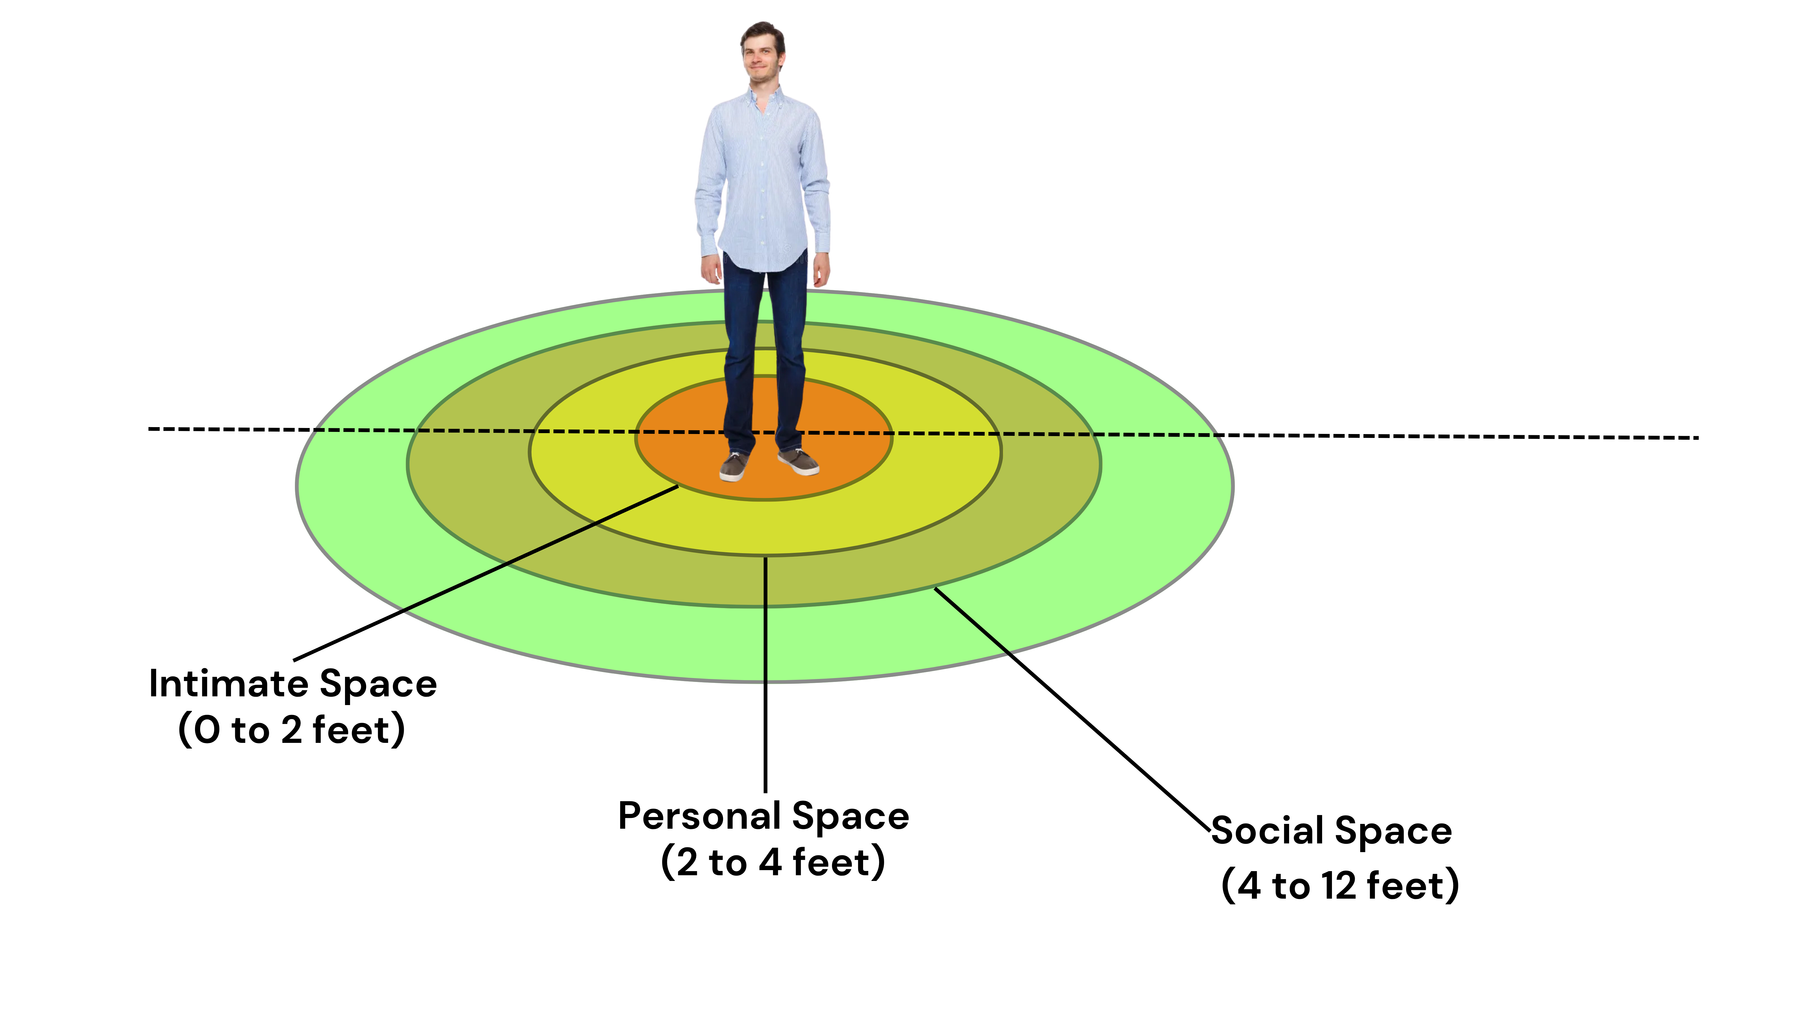 Intimate Space
(0 to 2 feet)
Personal Space
(2 to 4 feet)
Social Space
(4 to 12 feet)